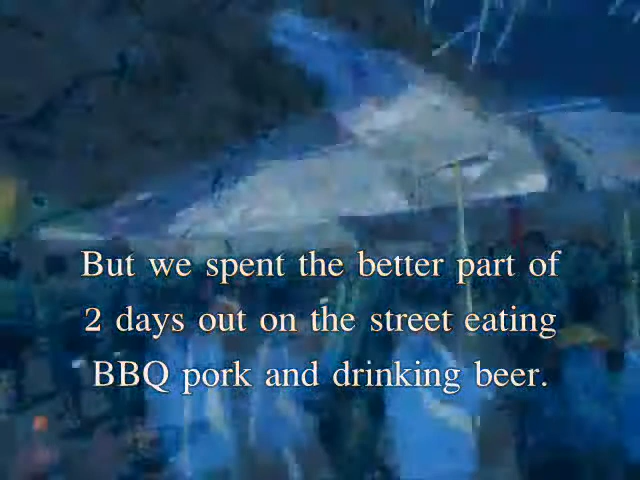 But we spent the better part of
2 days out on the street eating
BBQ pork and drinking beer.